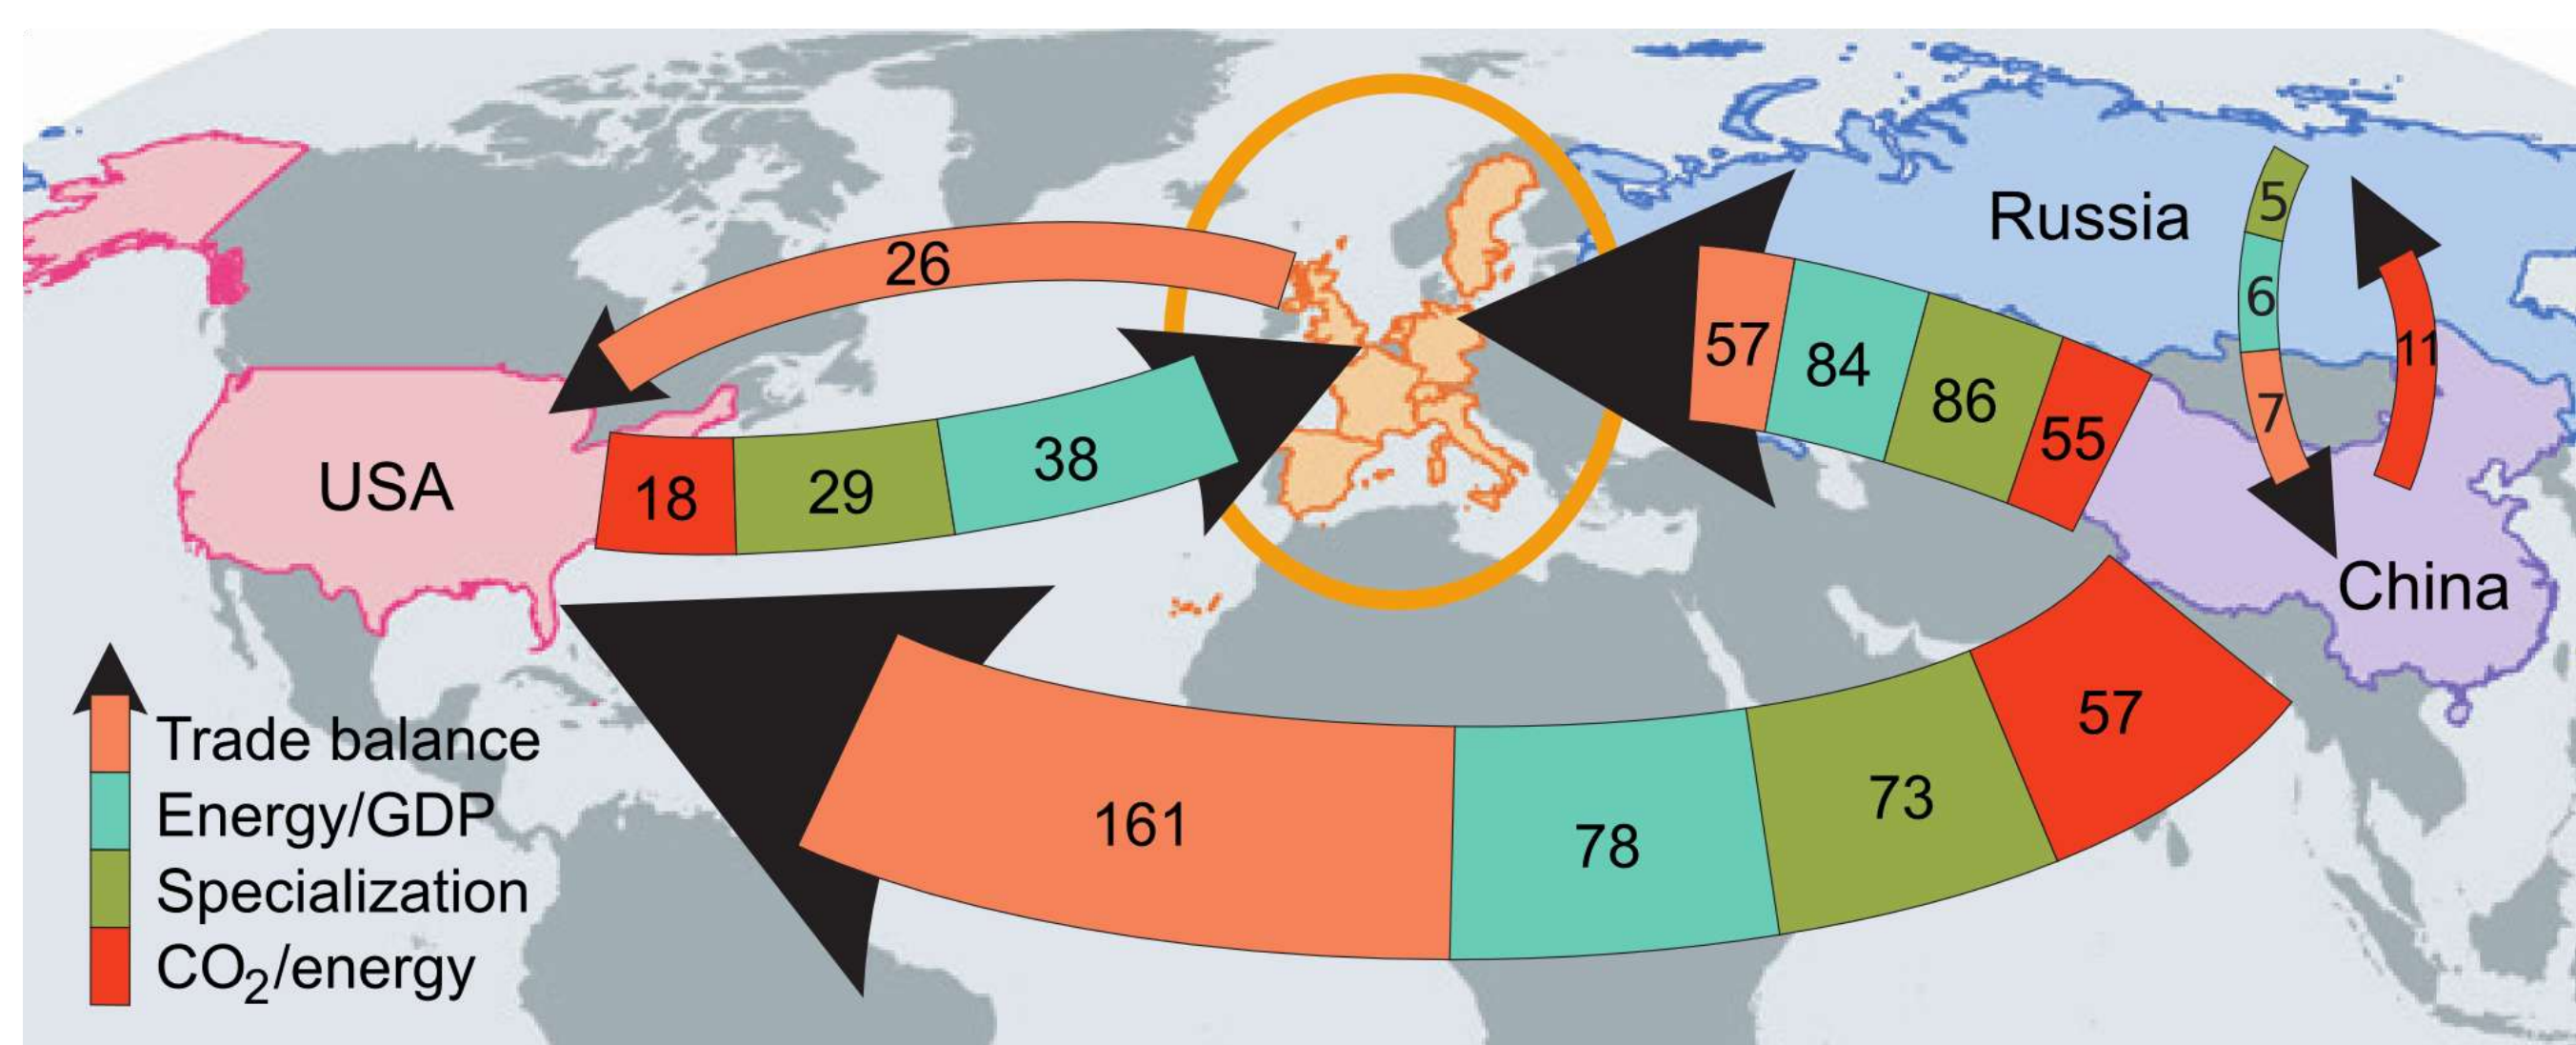 26
USA
18
29
38
57
84
86
55
Russia
5
6
7
11
China
161
78
73
57
Trade balance
Energy/GDP
Specialization
CO₂/energy